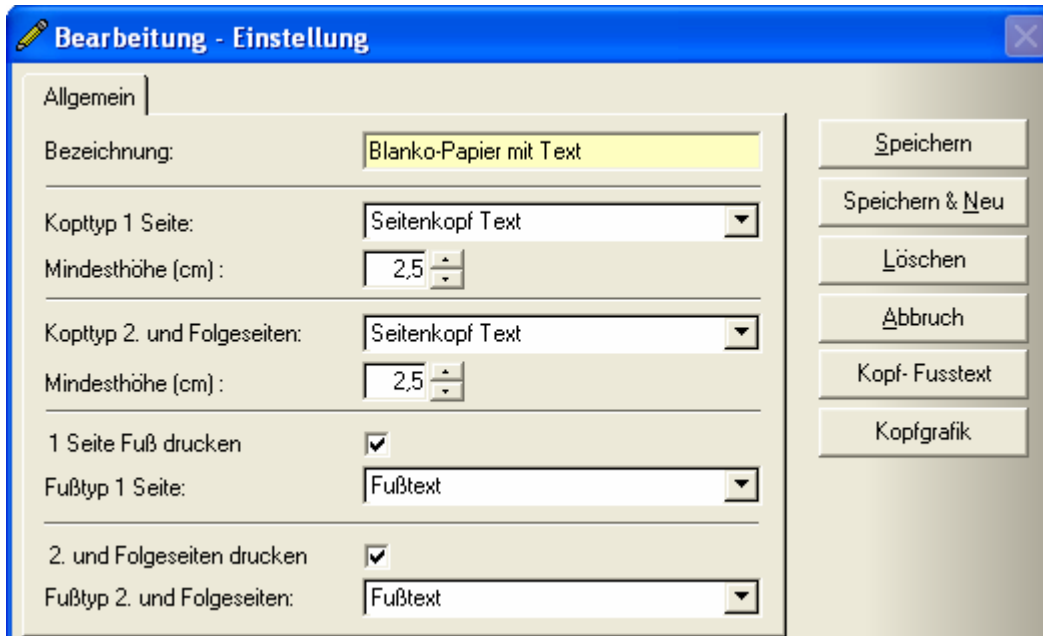 Bearbeitung - Einstellung
Allgemein
Bezeichnung: Blanko-Papier mit Text
Kopttyp 1 Seite: Seitenkopf Text
Mindesthöhe (cm) : 2,5
Kopttyp 2. und Folgeseiten: Seitenkopf Text
Mindesthöhe (cm) : 2,5
1 Seite Fuß drucken
Fußtyp 1 Seite: Fußtext
2. und Folgeseiten drucken
Fußtyp 2. und Folgeseiten: Fußtext
Speichern
Speichern & Neu
Löschen
Abbruch
Kopf- Fusstext
Kopfgrafik